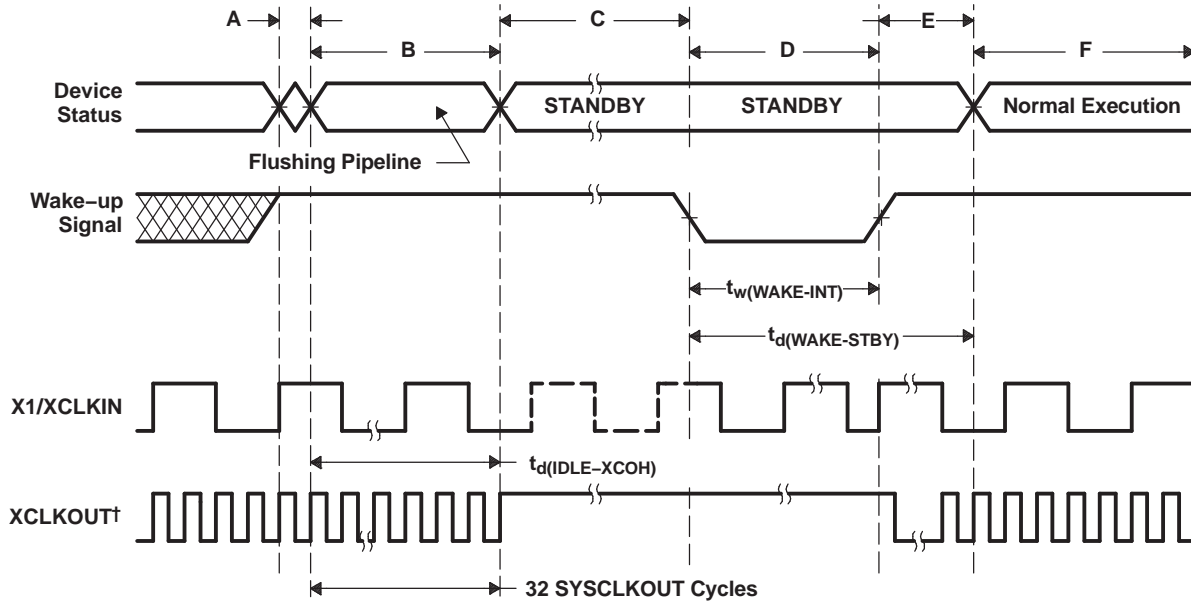 A
B
C
D
E
F
Device
Status
STANDBY
STANDBY
Normal Execution
Flushing Pipeline
Wake–up
Signal
tw(WAKE-INT)
td(WAKE-STBY)
X1/XCLKIN
td(IDLE–XCOH)
XCLKOUT†
32 SYSCLKOUT Cycles